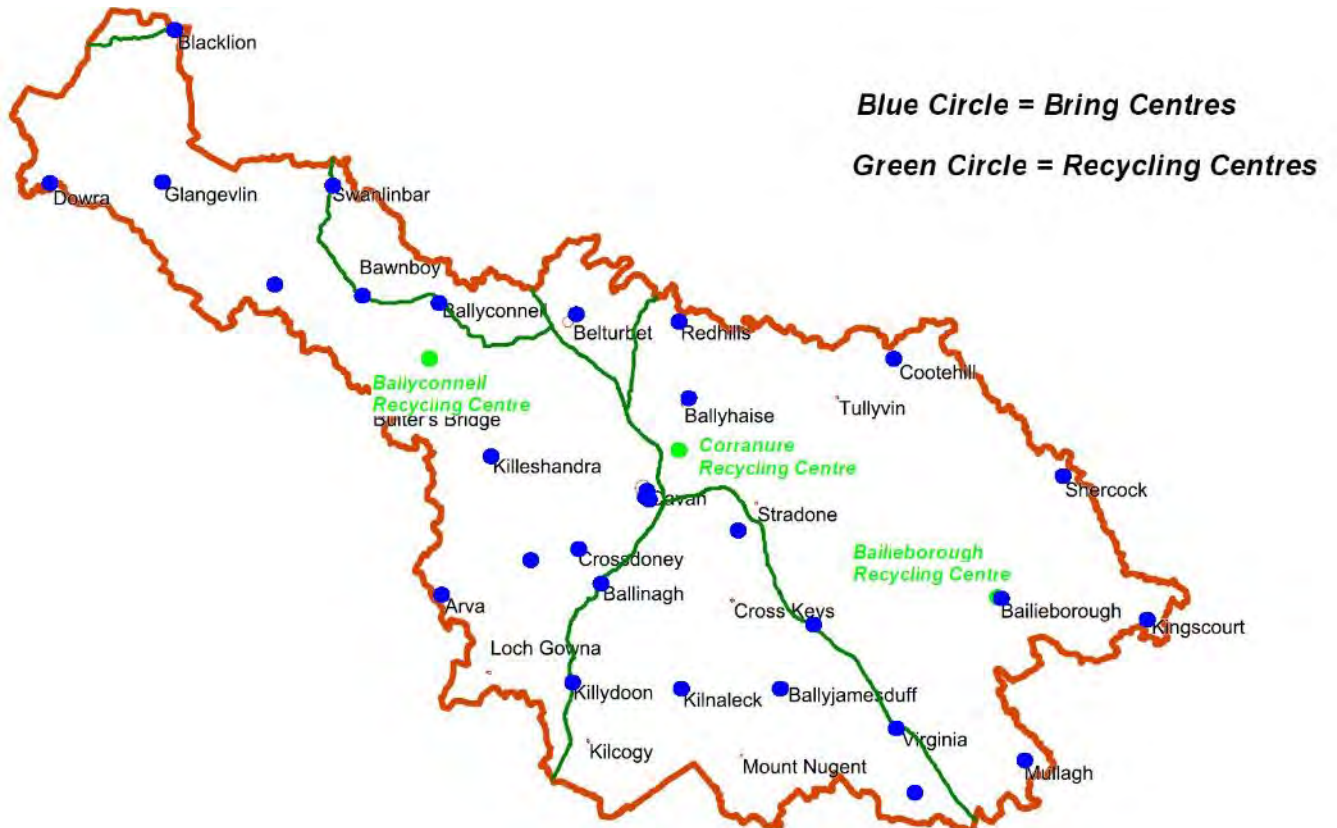 Blacklion
Blue Circle = Bring Centres
Green Circle = Recycling Centres
Dowra
Glangevlin
Swanlinbar
Bawnboy
Ballyconnell
Belturbet
Redhills
Cootehill
Ballyconnell
Recycling Centre
Butler's Bridge
Ballyhaise
Tullyvin
Corranure
Recycling Centre
Killeshandra
Shercock
Cavan
Stradone
Crossdoney
Bailieborough
Recycling Centre
Ballinagh
Arva
Cross Keys
Bailieborough
Kingscourt
Loch Gowna
Killydoon
Kilnaleck
Ballyjamesduff
Virginia
Kilcogy
Mount Nugent
Mullagh